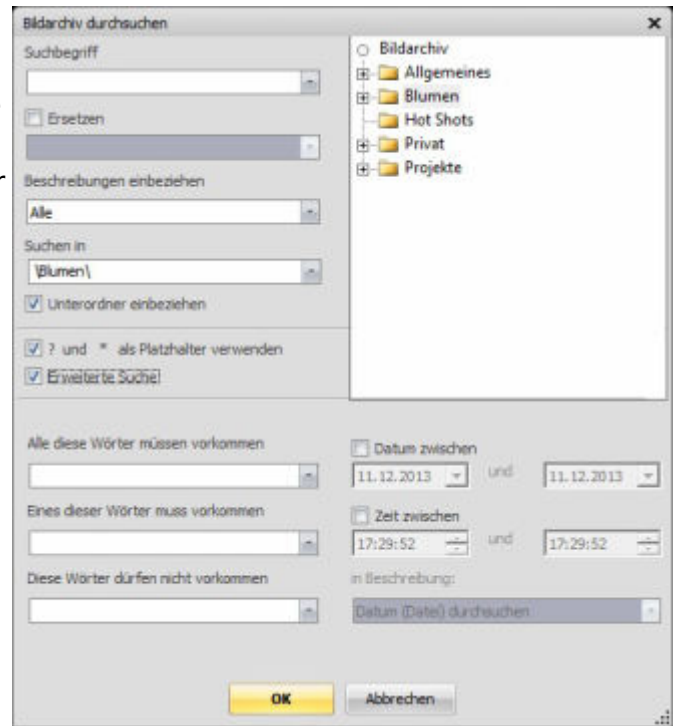 Bildarchiv durchsuchen
Suchbegriff
Ersetzen
r
Beschreibungen einbeziehen
Alle
Suchen in
\Blumen\
Unterordner einbeziehen
? und * als Platzhalter verwenden
Erweiterte Suche!
Bildarchiv
Allgemeines
Blumen
Hot Shots
Privat
Projekte
Alle diese Wörter müssen vorkommen
Eines dieser Wörter muss vorkommen
Diese Wörter dürfen nicht vorkommen
Datum zwischen
11.12.2013 und 11.12.2013
Zeit zwischen
17:29:52 und 17:29:52
in Beschreibung:
Datum (Datei) durchsuchen
OK Abbrechen